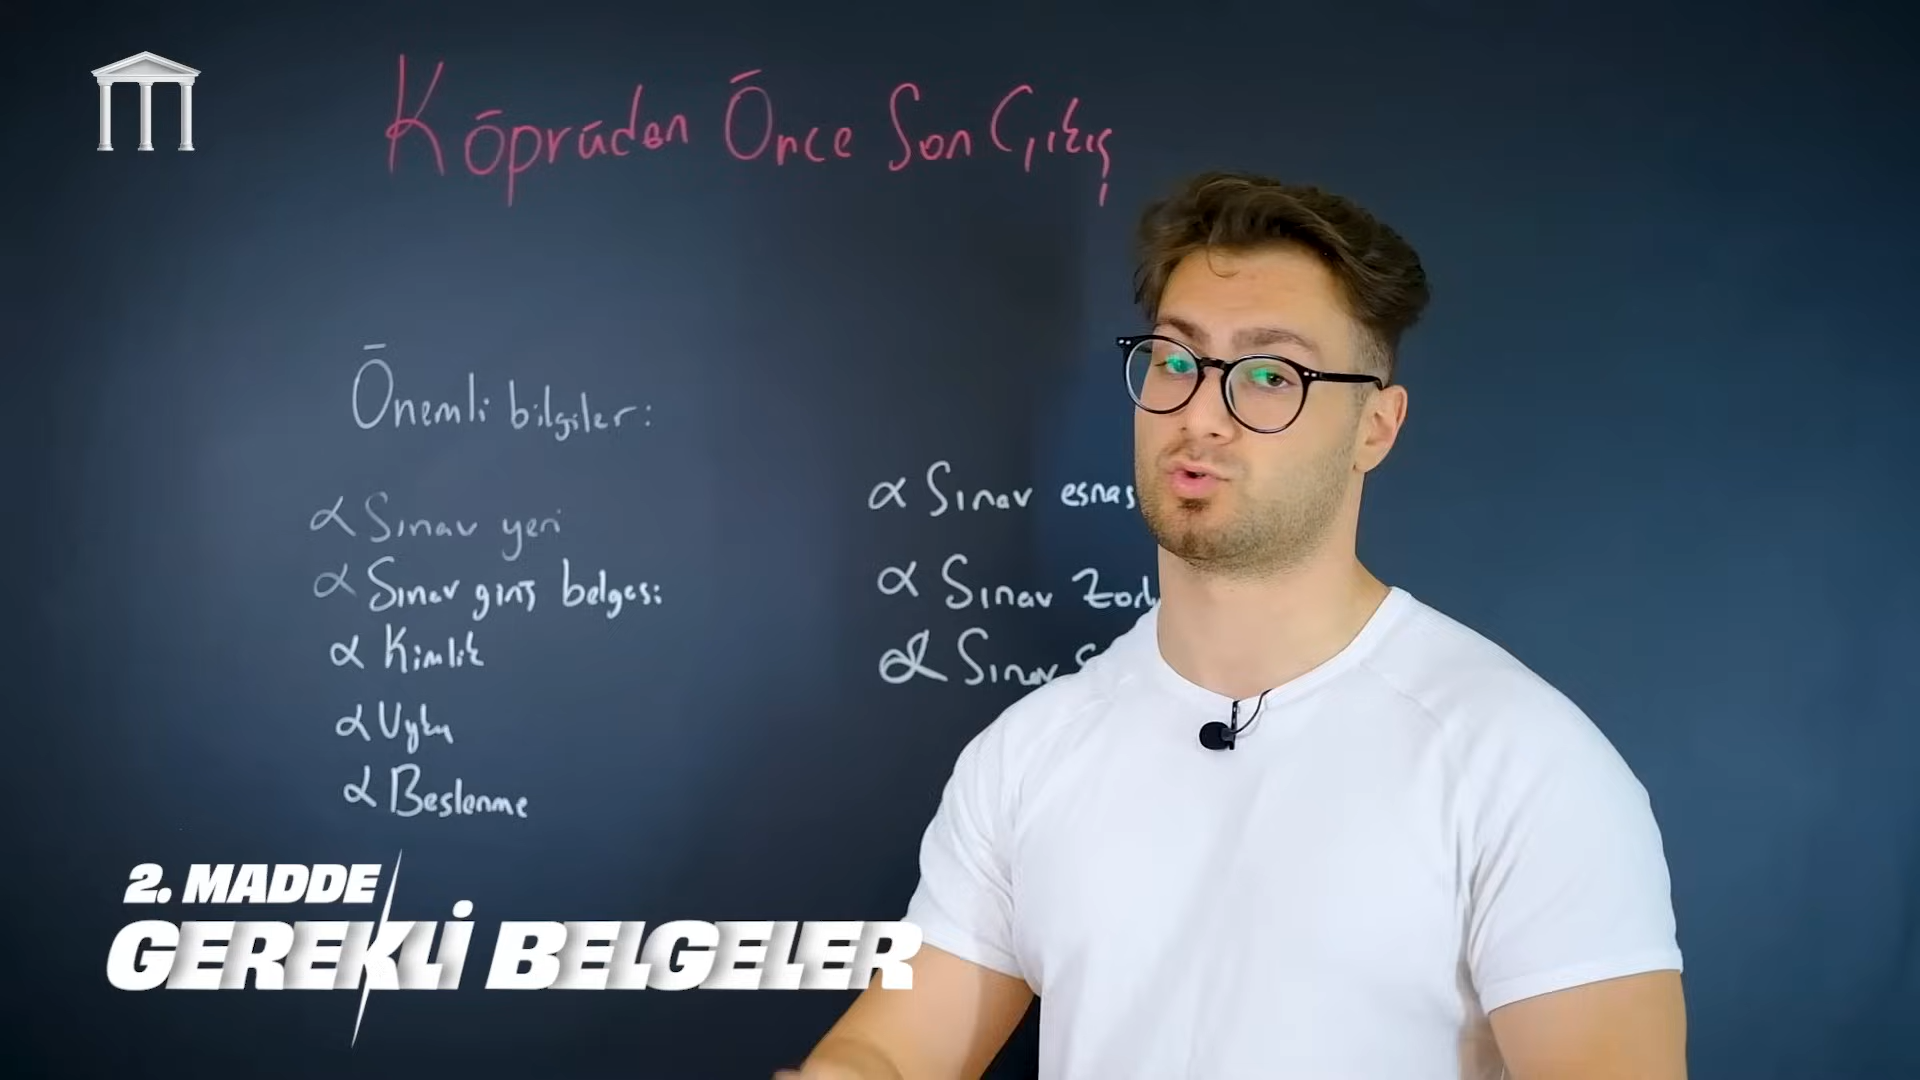 Köprüden Önce Son Çıkış
Önemli bilgiler:
α Sınav yeri
α Sınav giriş belgesi
α Kimlik
α Uyku
α Beslenme
α Sınav esnas
α Sınav Zorl
α Sınav S
2. MADDE
GEREKLİ BELGELER